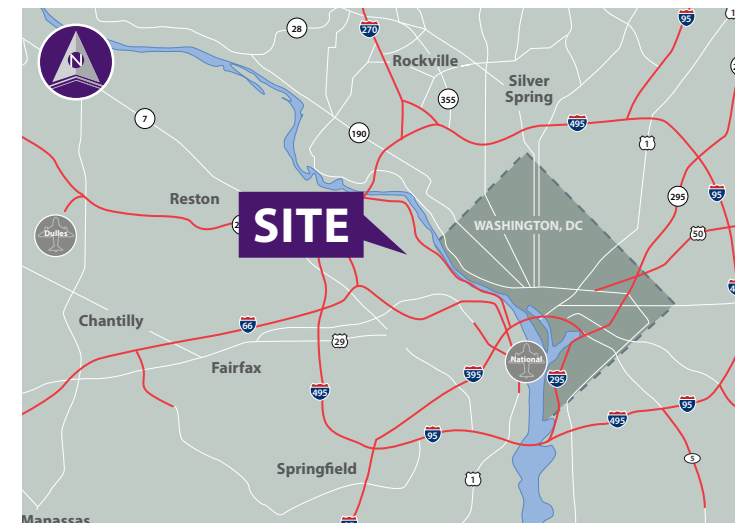 28
270
95
N
Rockville
Silver
Spring
355
7
190
495
1
Reston
295
95
SITE
WASHINGTON, DC
50
Dulles
Chantilly
66
29
Fairfax
National
395
295
495
95
495
95
Springfield
5
1
Manassas